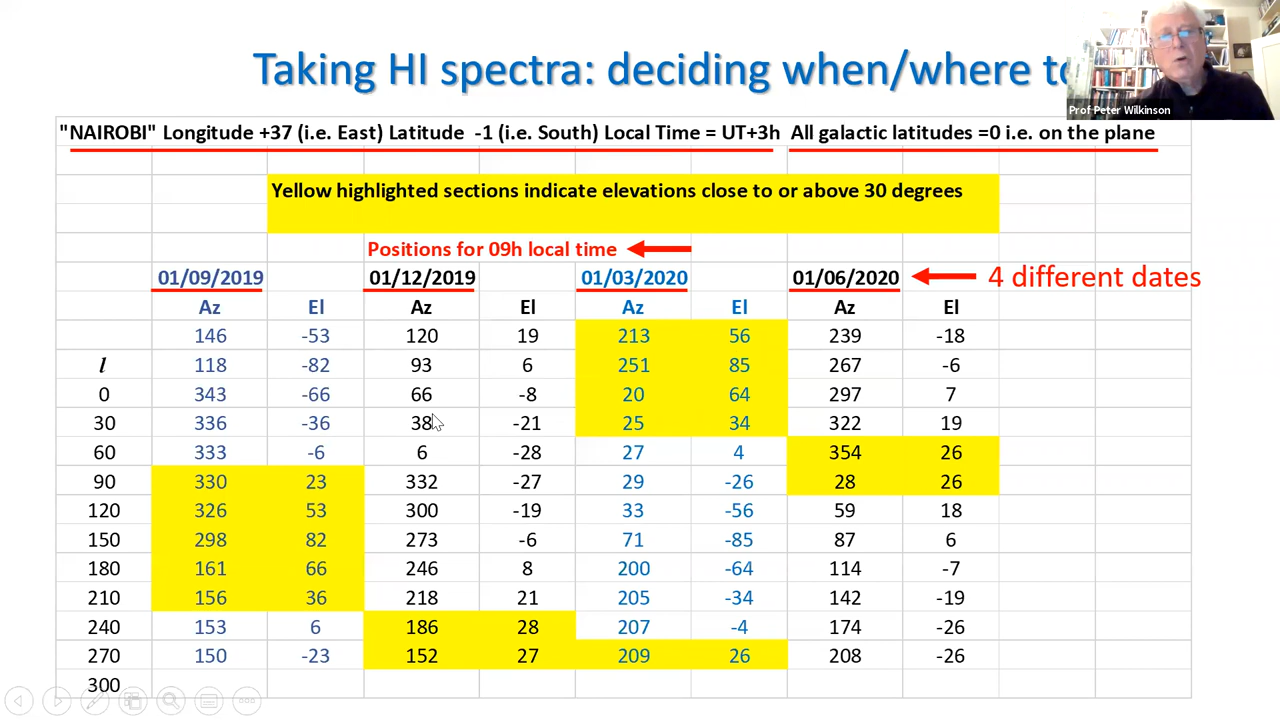 Taking HI spectra: deciding when/where to
Prof Peter Wilkinson
"NAIROBI" Longitude +37 (i.e. East) Latitude -1 (i.e. South) Local Time = UT+3h All galactic latitudes =0 i.e. on the plane
Yellow highlighted sections indicate elevations close to or above 30 degrees
Positions for 09h local time
01/09/2019 01/12/2019 01/03/2020 01/06/2020 4 different dates
Az El Az El Az El Az El
146 -53 120 19 213 56 239 -18
l 118 -82 93 6 251 85 267 -6
0 343 -66 66 -8 20 64 297 7
30 336 -36 38 -21 25 34 322 19
60 333 -6 6 -28 27 4 354 26
90 330 23 332 -27 29 -26 28 26
120 326 53 300 -19 33 -56 59 18
150 298 82 273 -6 71 -85 87 6
180 161 66 246 8 200 -64 114 -7
210 156 36 218 21 205 -34 142 -19
240 153 6 186 28 207 -4 174 -26
270 150 -23 152 27 209 26 208 -26
300